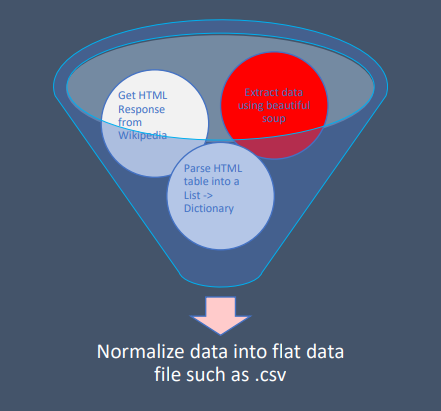 Get HTML
Response
from
Wikipedia
Extract data
using beautiful
soup
Parse HTML
table into a
List ->
Dictionary
Normalize data into flat data
file such as .csv